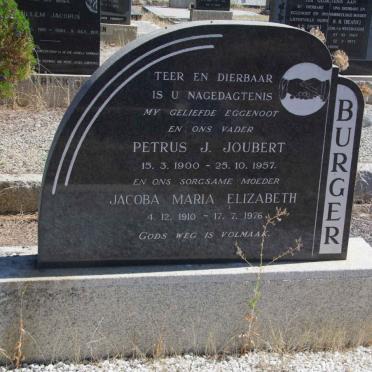 TEER EN DIERBAAR
IS U NAGEDAGTENIS
MY GELIEFDE EGGENOOT
EN ONS VADER
PETRUS J. JOUBERT
15. 3. 1900 - 25. 10. 1957.
EN ONS SORGSAME MOEDER
JACOBA MARIA ELIZABETH
4. 12. 1910 - 17. 7. 1976
GODS WEG IS VOLMAAK.
BURGER